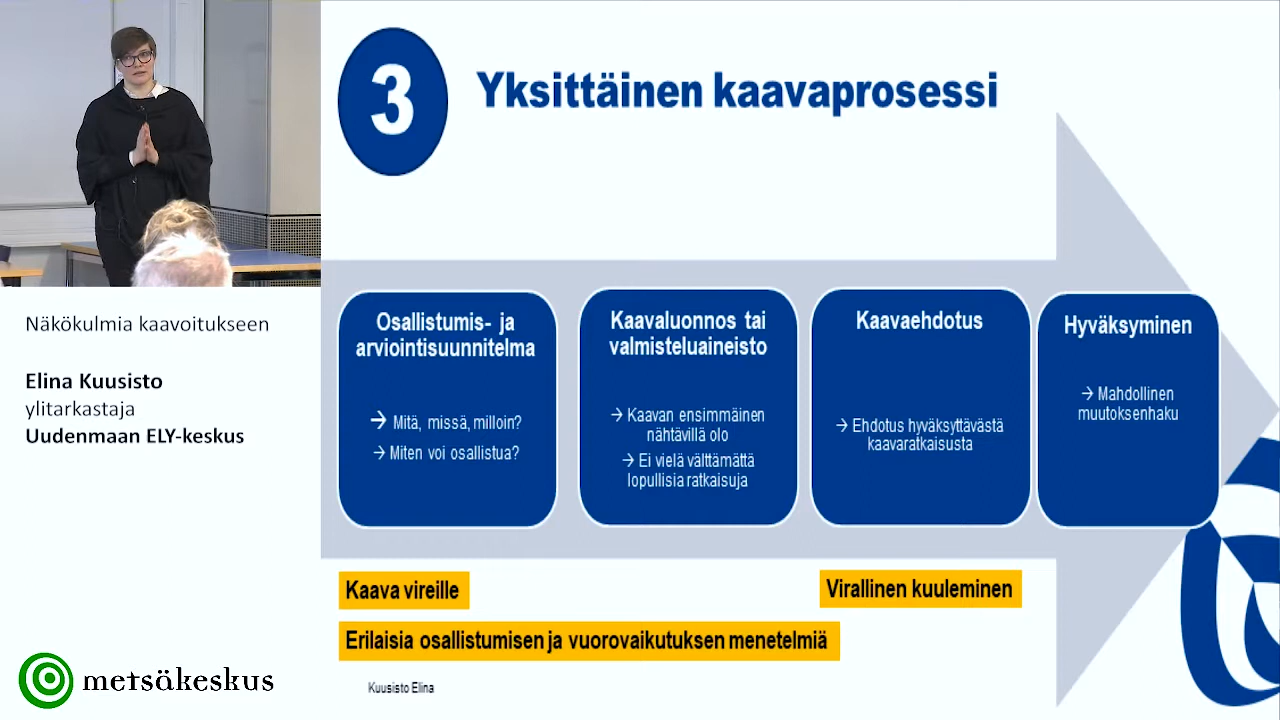 3
Yksittäinen kaavaprosessi
Osallistumis- ja
arviointisuunnitelma
→ Mitä, missä, milloin?
→ Miten voi osallistua?
Kaavaluonnos tai
valmisteluaineisto
→ Kaavan ensimmäinen
nähtävillä olo
→ Ei vielä välttämättä
lopullisia ratkaisuja
Kaavaehdotus
→ Ehdotus hyväksyttävästä
kaavaratkaisusta
Hyväksyminen
→ Mahdollinen
muutoksenhaku
Kaava vireille
Virallinen kuuleminen
Erilaisia osallistumisen ja vuorovaikutuksen menetelmiä
Kuusisto Elina
Näkökulmia kaavoitukseen
Elina Kuusisto
ylitarkastaja
Uudenmaan ELY-keskus
metsäkeskus